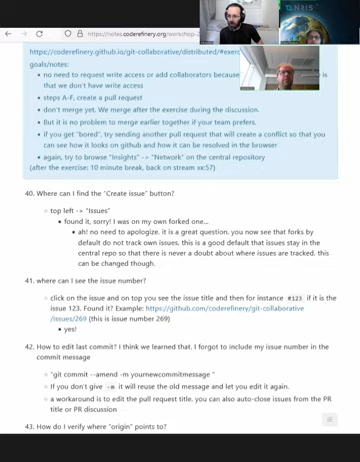 https://notes.coderefinery.org/workshop-2
NRIS
https://coderefinery.github.io/git-collaborative/distributed/#exerc
goals/notes:
no need to request write access or add collaborators because is
that we don't have write access
steps A-F, create a pull request
don't merge yet. We merge after the exercise during the discussion.
But it is no problem to merge earlier together if your team prefers.
if you get "bored", try sending another pull request that will create a conflict so that you
can see how it looks on github and how it can be resolved in the browser
again, try to browse "Insights" -> "Network" on the central repository
(after the exercise: 10 minute break, back on stream xx:57)
40. Where can I find the "Create issue" button?
top left -> "Issues"
found it, sorry! I was on my own forked one...
ah! no need to apologize. it is a great question. you now see that forks by
default do not track own issues. this is a good default that issues stay in the
central repo so that there is never a doubt about where issues are tracked. this
can be changed though.
41. where can I see the issue number?
click on the issue and on top you see the issue title and then for instance #123 if it is the
issue 123. Found it? Example: https://github.com/coderefinery/git-collaborative
/issues/269 (this is issue number 269)
yes!
42. How to edit last commit? I think we learned that. I forgot to include my issue number in the
commit message
"git commit --amend -m yournewcommitmessage "
If you don't give -m it will reuse the old message and let you edit it again.
a workaround is to edit the pull request title. you can also auto-close issues from the PR
title or PR discussion
43. How do I verify where "origin" points to?